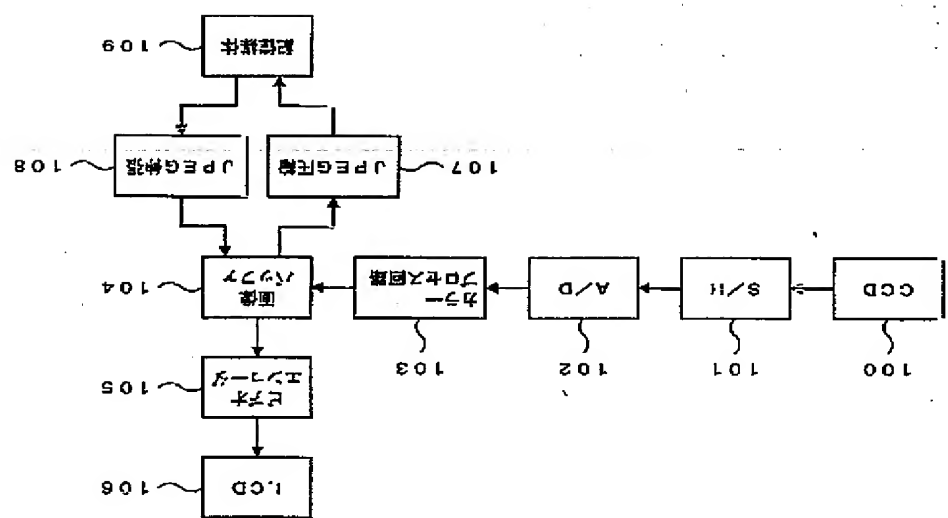 LCD
106
ビデオ
エンコーダ
105
100
101
102
103
CCD
S/H
A/D
カラー
プロセス回路
画像
バッファ
104
107
JPEG圧縮
JPEG伸張
108
記憶媒体
109